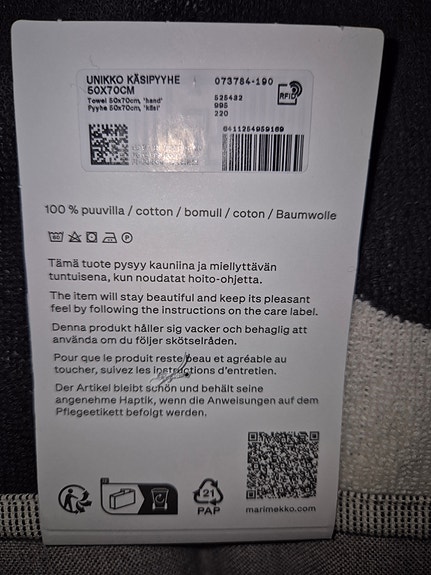 UNIKKO KÄSIPYYHE 073784-190
50X70CM
Towel 50x70cm, 'hand' 525432
Pyyhe 50x70cm, 'käsi' 995
220
RFID
6411254959169
100 % puuvilla / cotton / bomull / coton / Baumwolle
60
P
Tämä tuote pysyy kauniina ja miellyttävän
tuntuisena, kun noudatat hoito-ohjetta.
The item will stay beautiful and keep its pleasant
feel by following the instructions on the care label.
Denna produkt håller sig vacker och behaglig att
använda om du följer skötselråden.
Pour que le produit reste beau et agréable au
toucher, suivez les instructions d'entretien.
Der Artikel bleibt schön und behält seine
angenehme Haptik, wenn die Anweisungen auf dem
Pflegeetikett befolgt werden.
21
PAP
marimekko.com